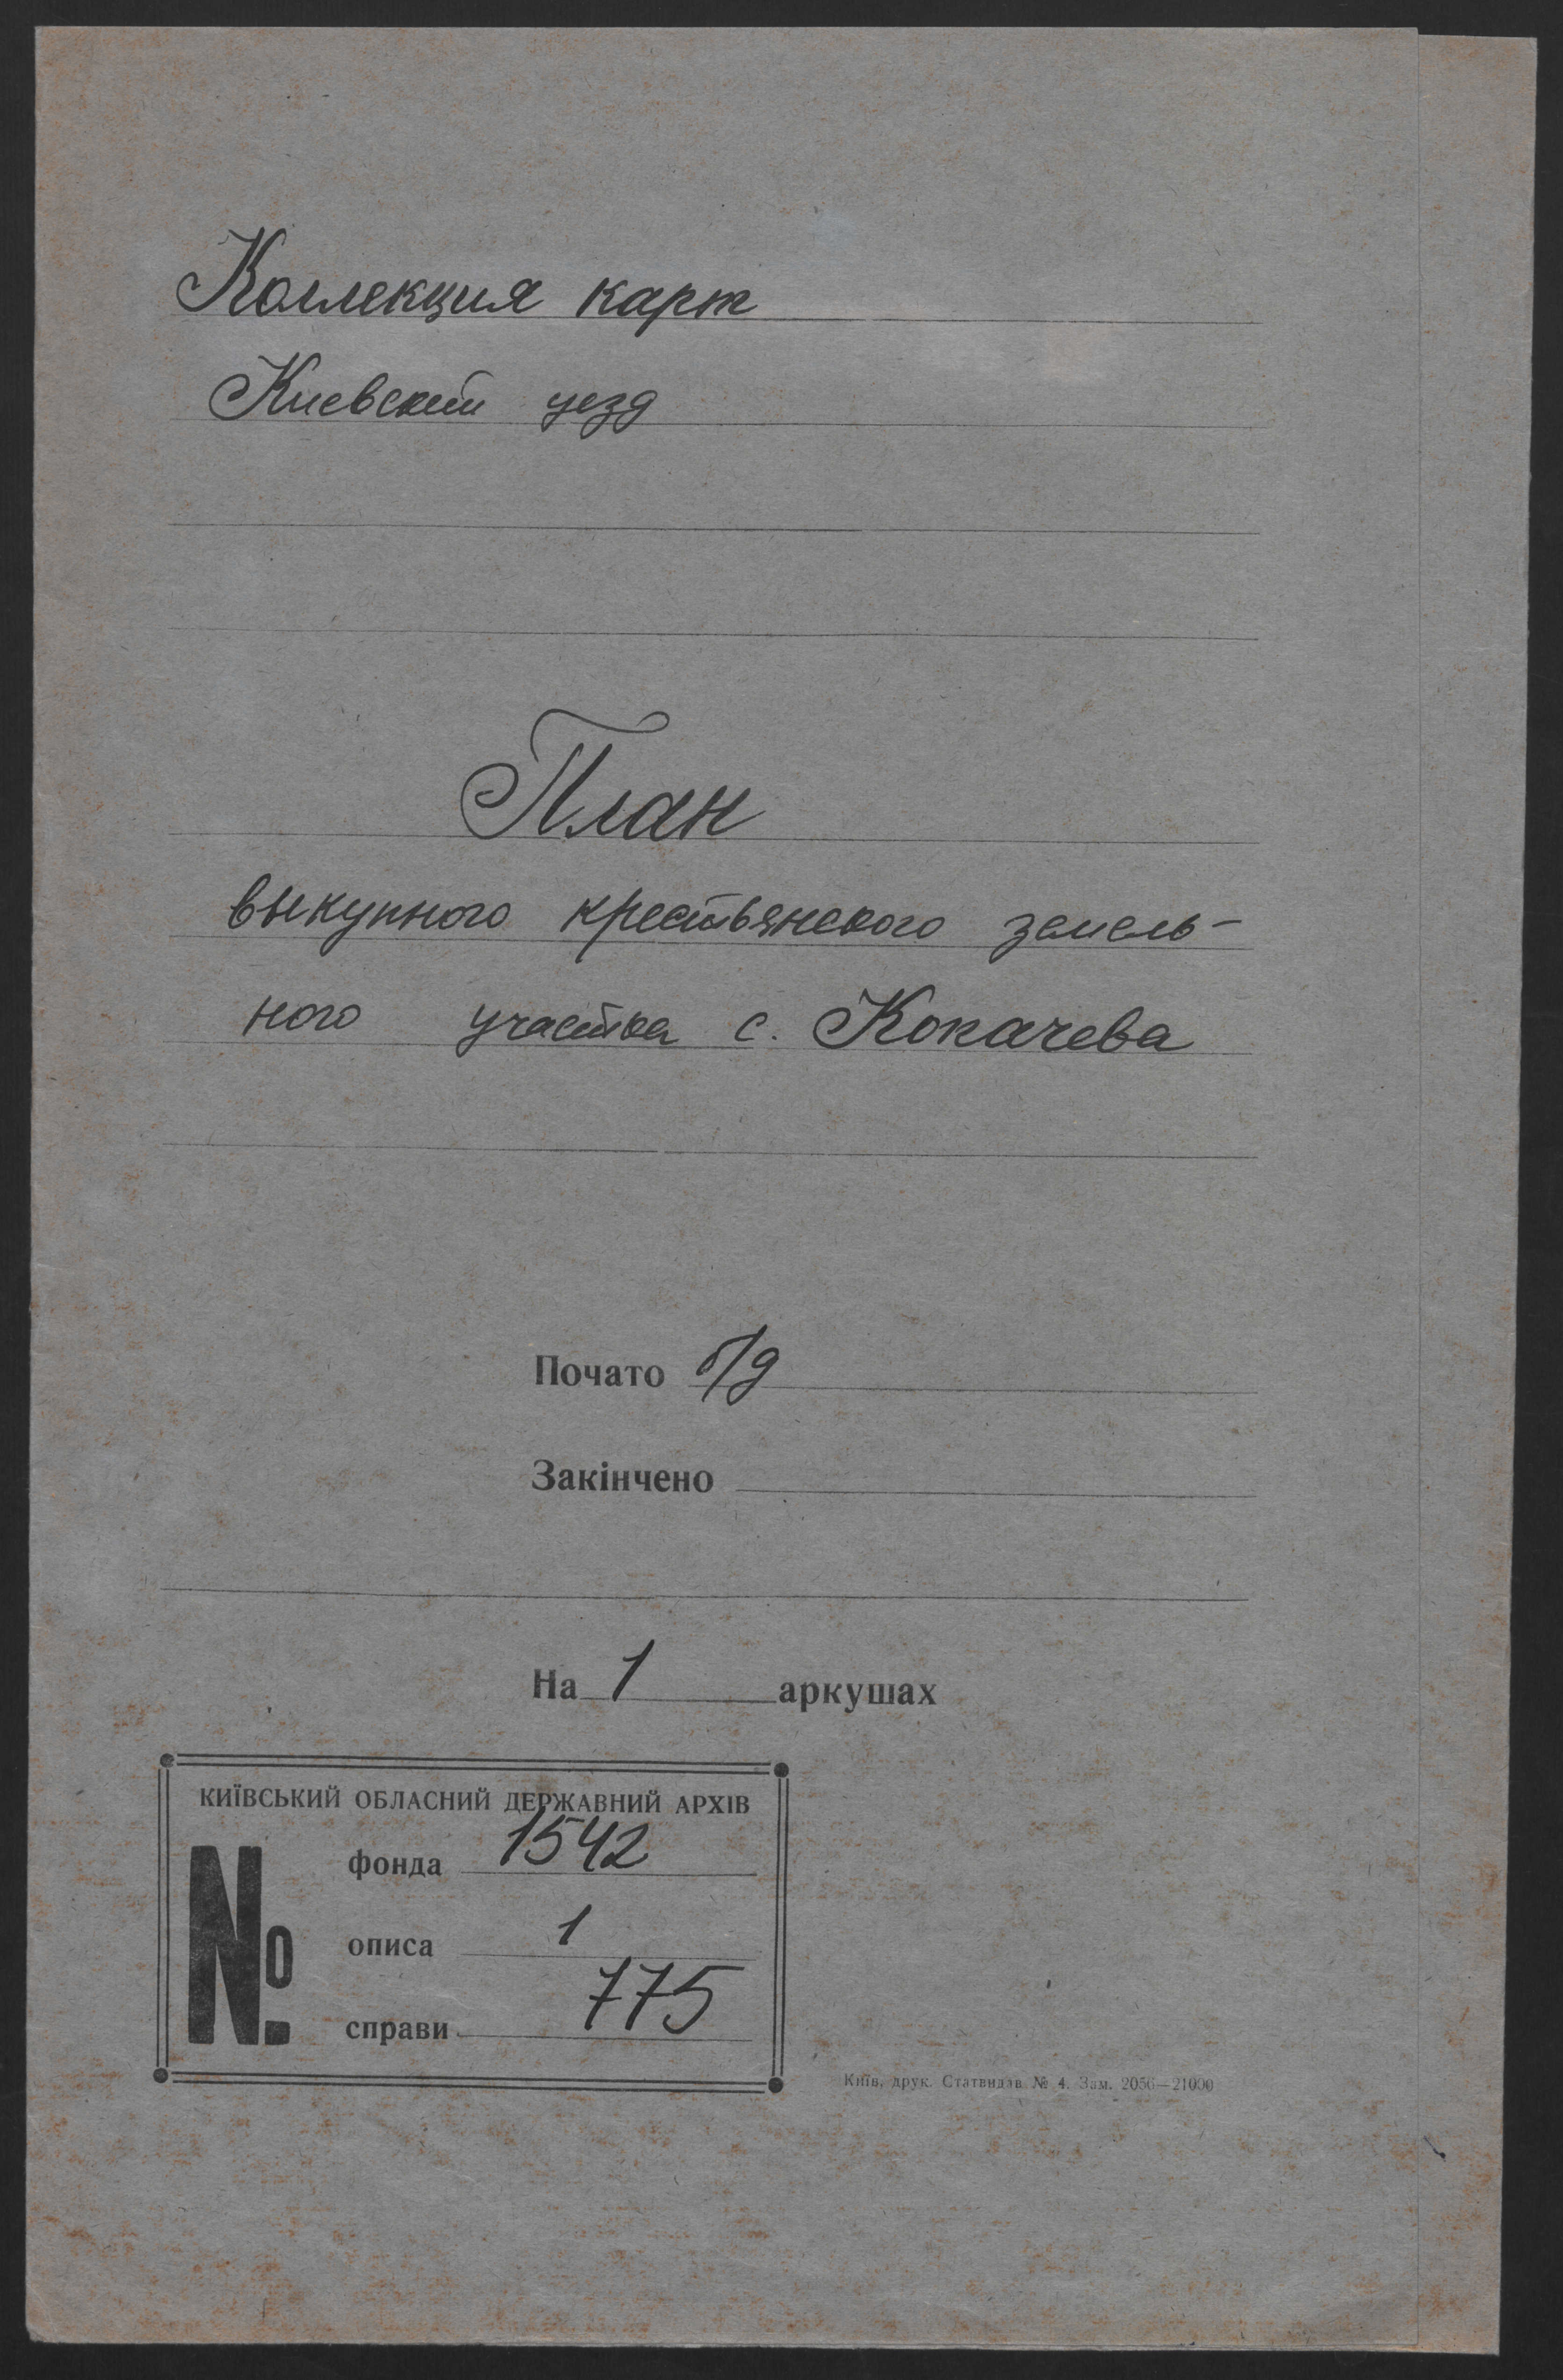 Коллекция карт
Киевский уезд
План
выкупного крестьянского земель-
ного участка с. Кокачева
Почато б/д
Закінчено
На 1 аркушах
КИЇВСЬКИЙ ОБЛАСНИЙ ДЕРЖАВНИЙ АРХІВ
№ фонда 1542
описа 1
справи 775
Київ, друк. Статвидав № 4. Зам. 2056—21000